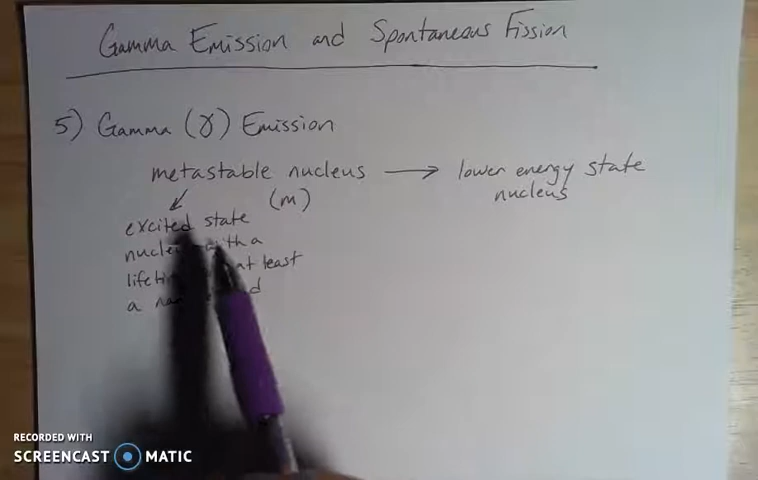 Gamma Emission and Spontaneous Fission
5) Gamma (γ) Emission
metastable nucleus → lower energy state
(m) nucleus
excited state
with a
at least
a
RECORDED WITH
SCREENCAST MATIC